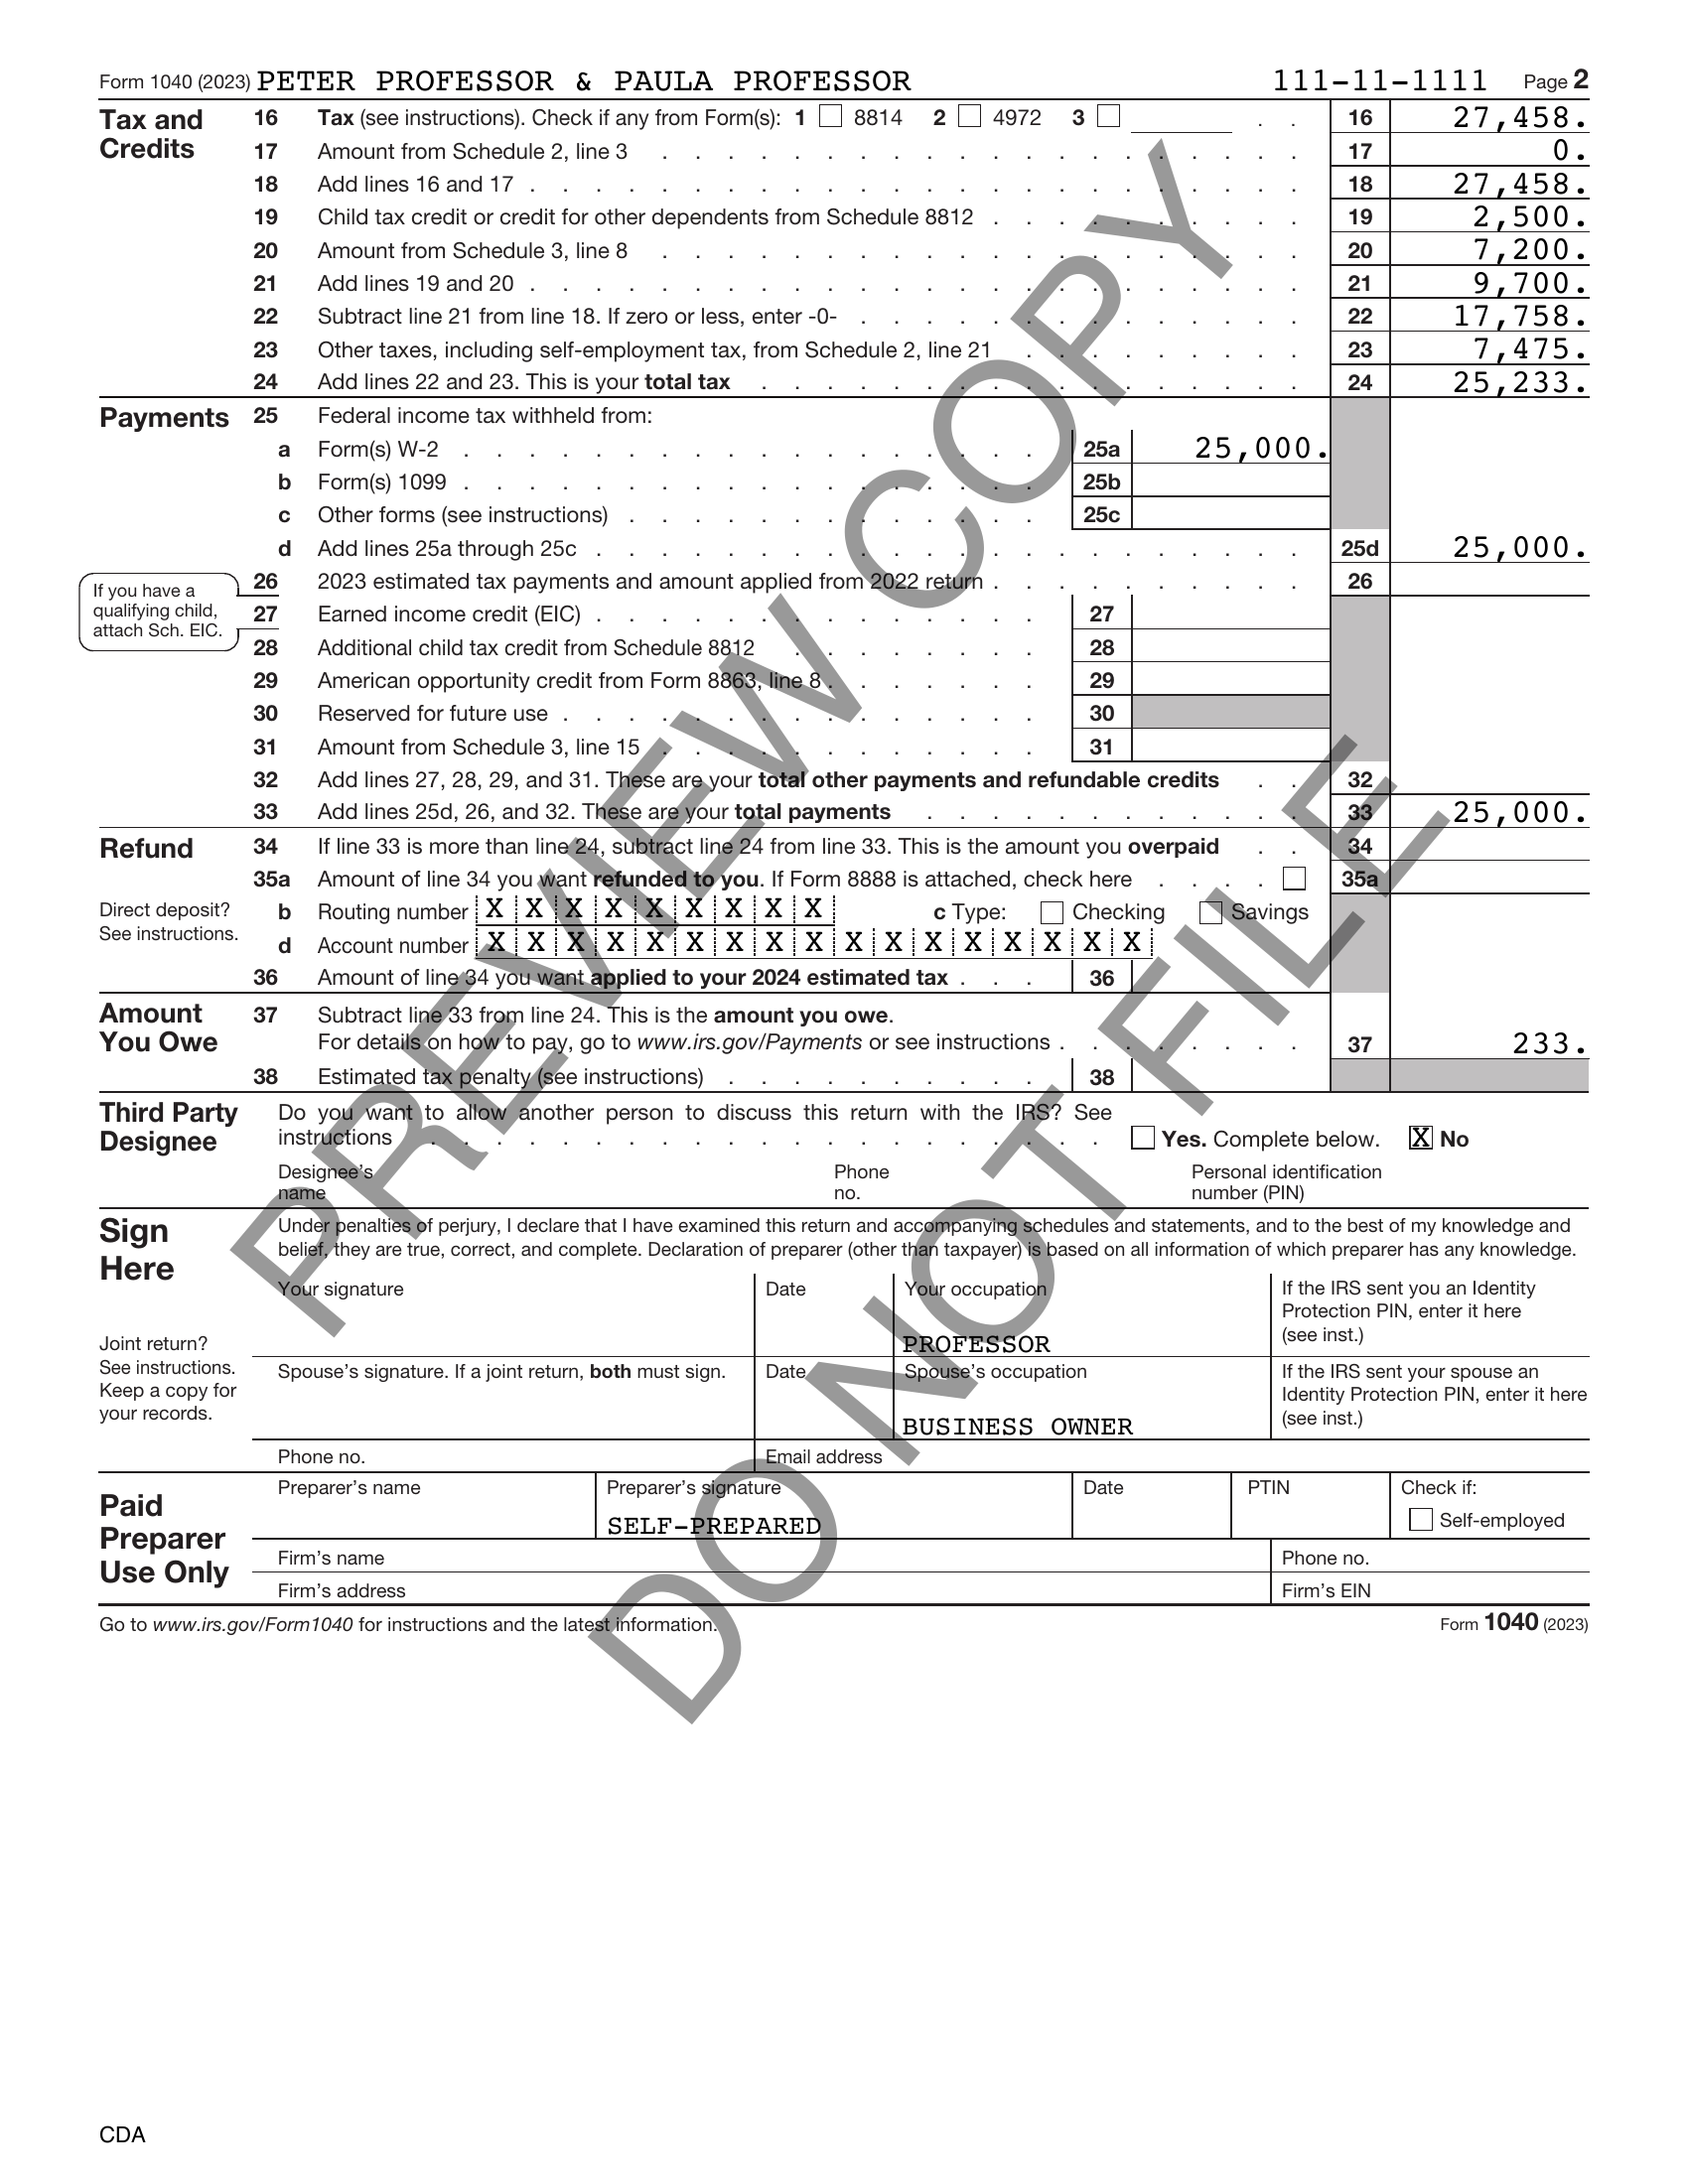 Form 1040 (2023) PETER PROFESSOR & PAULA PROFESSOR 111-11-1111 Page 2
Tax and Credits
16 Tax (see instructions). Check if any from Form(s): 1 8814 2 4972 3 . . 16 27,458.
17 Amount from Schedule 2, line 3 17 0.
18 Add lines 16 and 17 18 27,458.
19 Child tax credit or credit for other dependents from Schedule 8812 19 2,500.
20 Amount from Schedule 3, line 8 20 7,200.
21 Add lines 19 and 20 21 9,700.
22 Subtract line 21 from line 18. If zero or less, enter -0- 22 17,758.
23 Other taxes, including self-employment tax, from Schedule 2, line 21 23 7,475.
24 Add lines 22 and 23. This is your total tax 24 25,233.
Payments 25 Federal income tax withheld from:
a Form(s) W-2 25a 25,000.
b Form(s) 1099 25b
c Other forms (see instructions) 25c
d Add lines 25a through 25c 25d 25,000.
If you have a qualifying child, attach Sch. EIC.
26 2023 estimated tax payments and amount applied from 2022 return 26
27 Earned income credit (EIC) 27
28 Additional child tax credit from Schedule 8812 28
29 American opportunity credit from Form 8863, line 8 29
30 Reserved for future use 30
31 Amount from Schedule 3, line 15 31
32 Add lines 27, 28, 29, and 31. These are your total other payments and refundable credits 32
33 Add lines 25d, 26, and 32. These are your total payments 33 25,000.
Refund 34 If line 33 is more than line 24, subtract line 24 from line 33. This is the amount you overpaid 34
35a Amount of line 34 you want refunded to you. If Form 8888 is attached, check here 35a
Direct deposit? See instructions.
b Routing number X X X X X X X X X c Type: Checking Savings
d Account number X X X X X X X X X X X X X X X X X
36 Amount of line 34 you want applied to your 2024 estimated tax 36
Amount You Owe
37 Subtract line 33 from line 24. This is the amount you owe.
For details on how to pay, go to www.irs.gov/Payments or see instructions 37 233.
38 Estimated tax penalty (see instructions) 38
Third Party Designee
Do you want to allow another person to discuss this return with the IRS? See
instructions Yes. Complete below. X No
Designee's name Phone no. Personal identification number (PIN)
Sign Here
Under penalties of perjury, I declare that I have examined this return and accompanying schedules and statements, and to the best of my knowledge and
belief, they are true, correct, and complete. Declaration of preparer (other than taxpayer) is based on all information of which preparer has any knowledge.
Joint return? See instructions. Keep a copy for your records.
Your signature Date Your occupation If the IRS sent you an Identity Protection PIN, enter it here (see inst.)
PROFESSOR
Spouse's signature. If a joint return, both must sign. Date Spouse's occupation If the IRS sent your spouse an Identity Protection PIN, enter it here (see inst.)
BUSINESS OWNER
Phone no. Email address
Paid Preparer Use Only
Preparer's name Preparer's signature Date PTIN Check if:
SELF-PREPARED Self-employed
Firm's name Phone no.
Firm's address Firm's EIN
Go to www.irs.gov/Form1040 for instructions and the latest information. Form 1040 (2023)
CDA
PREVIEW COPY
DO NOT FILE